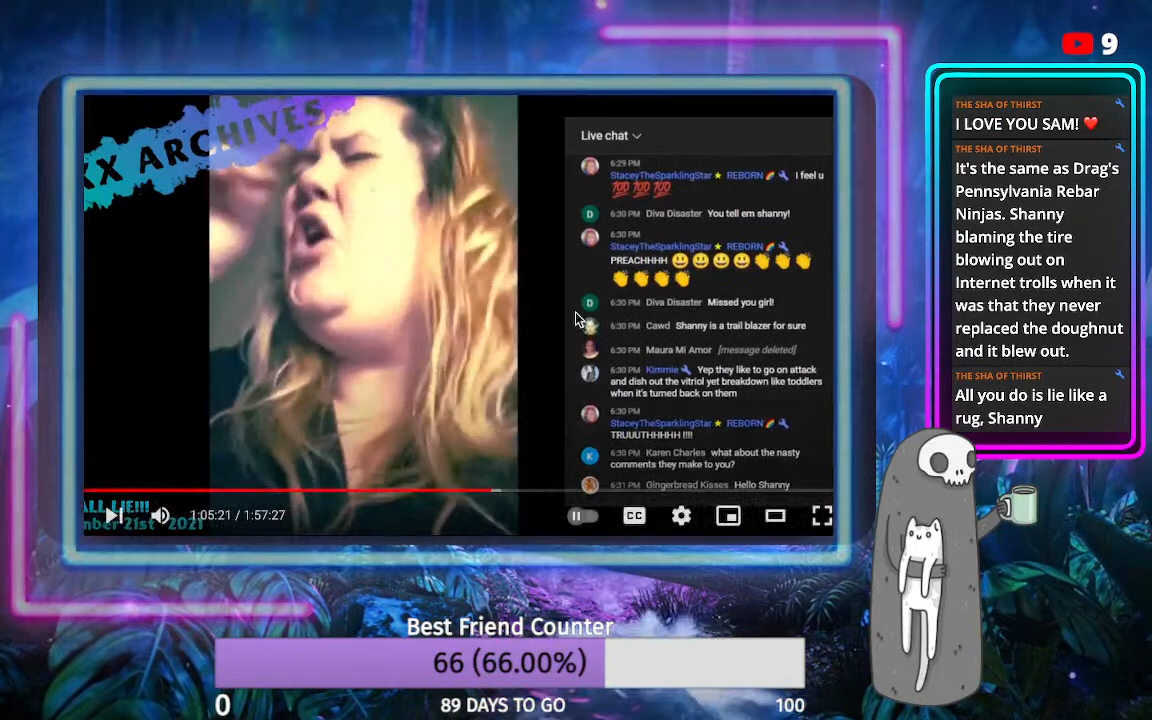 9
XX ARCHIVES
Live chat
6:29 PM
StaceyTheSparklingStar ★ REBORN 🌈 I feel u
💯 💯 💯
D 6:30 PM Diva Disaster You tell em shanny!
6:30 PM
StaceyTheSparklingStar ★ REBORN 🌈
PREACHHHH 😃 😃 😃 😃 👏 👏 👏
👏 👏 👏 👏
D 6:30 PM Diva Disaster Missed you girl!
6:30 PM Cawd Shanny is a trail blazer for sure
6:30 PM Maura Mi Amor [message deleted]
6:30 PM Kimmie Yep they like to go on attack
and dish out the vitriol yet breakdown like toddlers
when it's turned back on them
6:30 PM
StaceyTheSparklingStar ★ REBORN 🌈
TRUUTHHHHH !!!!
K 6:30 PM Karen Charles what about the nasty
comments they make to you?
6:31 PM Gingerbread Kisses Hello Shanny
ALL LIE!!!
mber 21st 2021
1:05:21 / 1:57:27
CC
THE SHA OF THIRST
I LOVE YOU SAM! ❤️
THE SHA OF THIRST
It's the same as Drag's
Pennsylvania Rebar
Ninjas. Shanny
blaming the tire
blowing out on
Internet trolls when it
was that they never
replaced the doughnut
and it blew out.
THE SHA OF THIRST
All you do is lie like a
rug, Shanny
Best Friend Counter
66 (66.00%)
0
89 DAYS TO GO
100